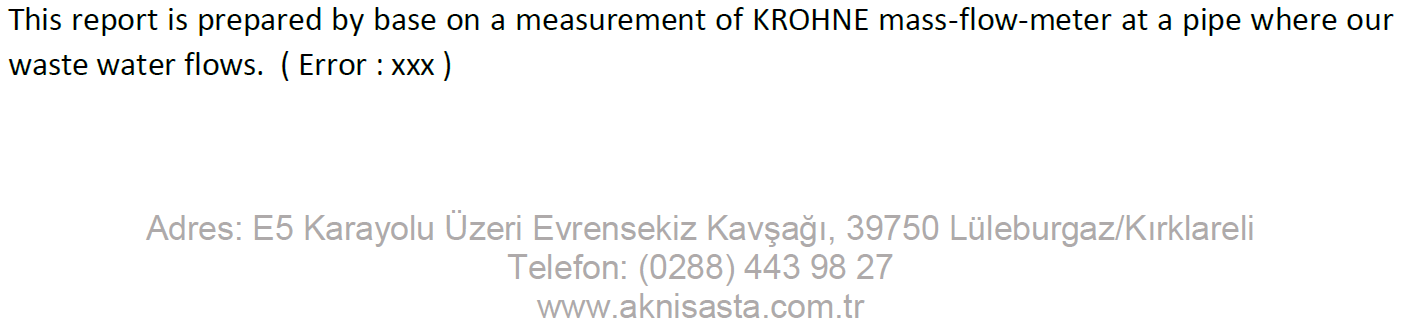 This report is prepared by base on a measurement of KROHNE mass-flow-meter at a pipe where our
waste water flows.  ( Error : xxx )
Adres: E5 Karayolu Üzeri Evrensekiz Kavşağı, 39750 Lüleburgaz/Kırklareli
Telefon: (0288) 443 98 27
www.aknisasta.com.tr